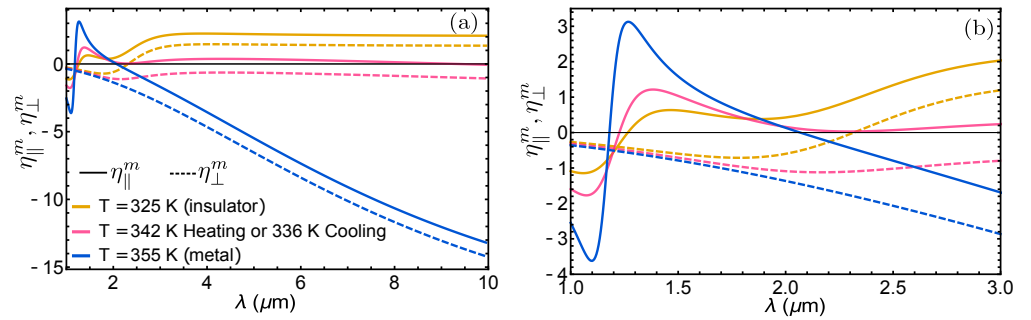 (a)
0
-5
-10
-15
2
4
6
8
10
λ (μm)
η∥^m, η⊥^m
η∥^m
η⊥^m
T = 325 K (insulator)
T = 342 K Heating or 336 K Cooling
T = 355 K (metal)
(b)
3
2
1
0
-1
-2
-3
-4
1.0
1.5
2.0
2.5
3.0
λ (μm)
η∥^m, η⊥^m